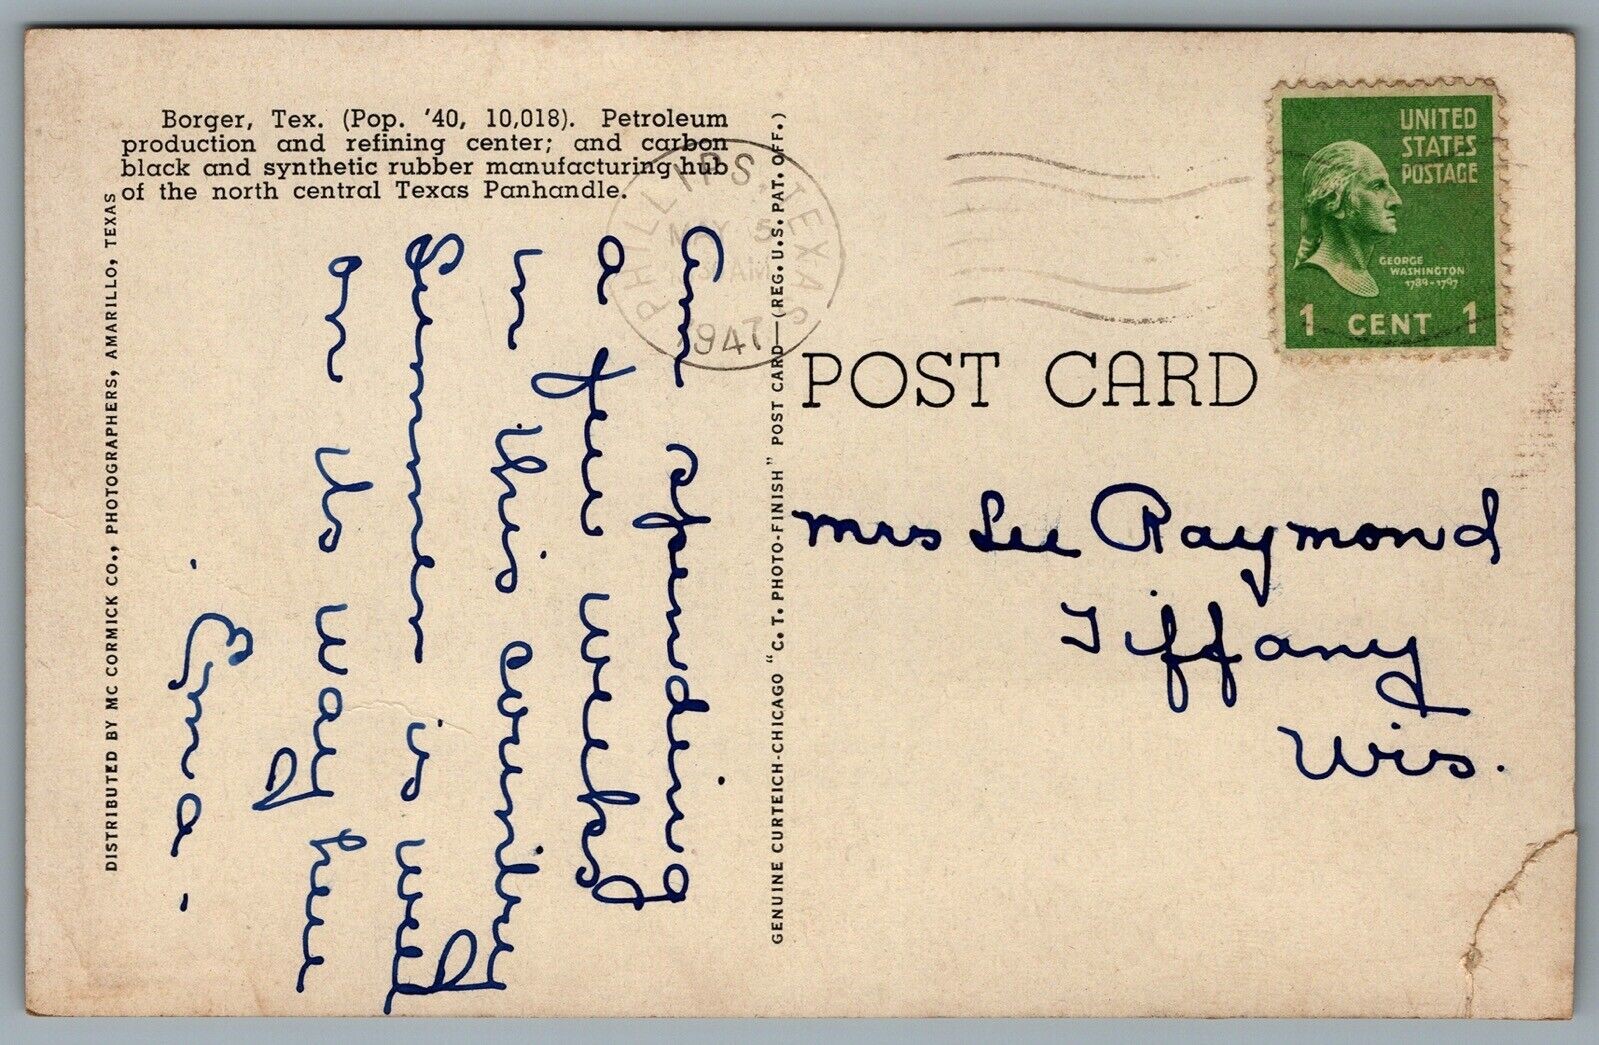 Borger, Tex. (Pop. '40, 10,018). Petroleum
production and refining center; and carbon
black and synthetic rubber manufacturing hub
of the north central Texas Panhandle.
DISTRIBUTED BY MC CORMICK CO., PHOTOGRAPHERS, AMARILLO, TEXAS
Am spending
a few weeks
in this country
Summer is well
on its way here
Erna -
GENUINE CURTEICH-CHICAGO "C. T. PHOTO-FINISH" POST CARD—(REG. U. S. PAT. OFF.)
PHILLIPS, TEXAS
MAY 5
AM
1947
UNITED
STATES
POSTAGE
GEORGE
WASHINGTON
1789-1797
1 CENT 1
POST CARD
Mrs Lee Raymond
Tiffany
Wis.